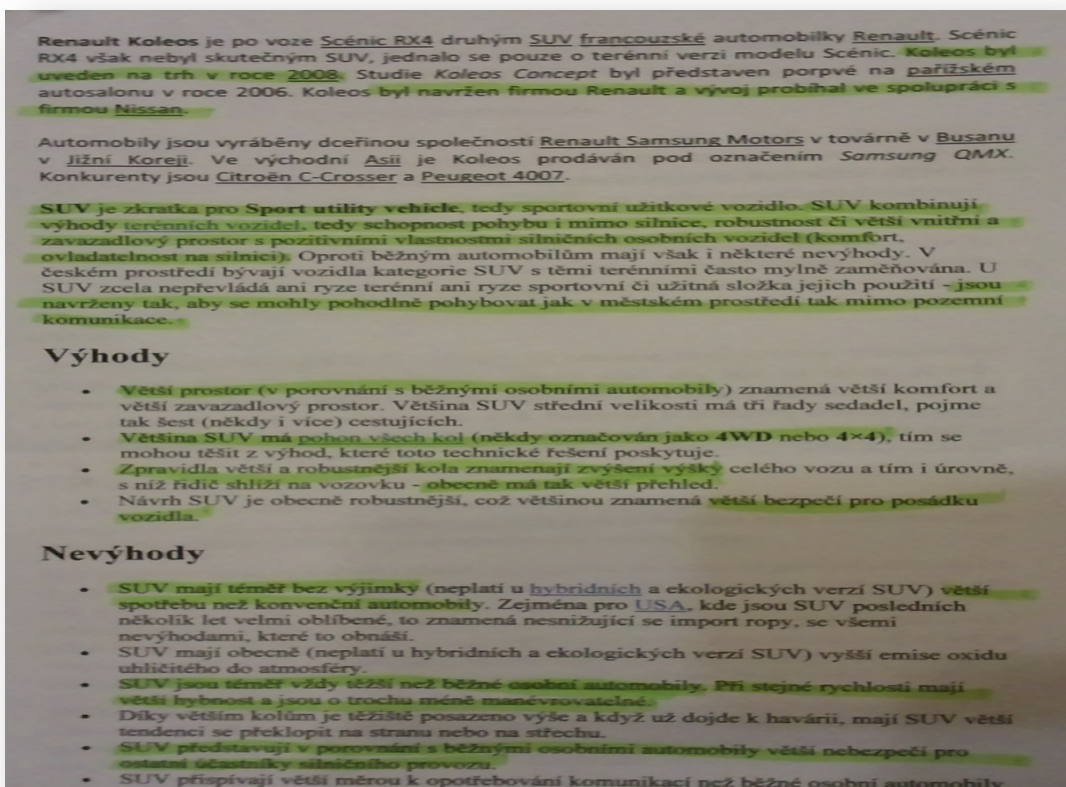 Renault Koleos je po voze Scénic RX4 druhým SUV francouzské automobilky Renault. Scénic
RX4 však nebyl skutečným SUV, jednalo se pouze o terénní verzi modelu Scénic. Koleos byl
uveden na trh v roce 2008. Studie Koleos Concept byl představen porpvé na pařížském
autosalonu v roce 2006. Koleos byl navržen firmou Renault a vývoj probíhal ve spolupráci s
firmou Nissan.
Automobily jsou vyráběny dceřinou společností Renault Samsung Motors v továrně v Busanu
v Jižní Koreji. Ve východní Asii je Koleos prodáván pod označením Samsung QMX.
Konkurenty jsou Citroën C-Crosser a Peugeot 4007.
SUV je zkratka pro Sport utility vehicle, tedy sportovní užitkové vozidlo. SUV kombinují
výhody terénních vozidel, tedy schopnost pohybu i mimo silnice, robustnost či větší vnitřní a
zavazadlový prostor s pozitivními vlastnostmi silničních osobních vozidel (komfort,
ovladatelnost na silnici). Oproti běžným automobilům mají však i některé nevýhody. V
českém prostředí bývají vozidla kategorie SUV s těmi terénními často mylně zaměňována. U
SUV zcela nepřevládá ani ryze terénní ani ryze sportovní či užitná složka jejich použití - jsou
navrženy tak, aby se mohly pohodlně pohybovat jak v městském prostředí tak mimo pozemní
komunikace.
Výhody
• Větší prostor (v porovnání s běžnými osobními automobily) znamená větší komfort a
větší zavazadlový prostor. Většina SUV střední velikosti má tři řady sedadel, pojme
tak šest (někdy i více) cestujících.
• Většina SUV má pohon všech kol (někdy označován jako 4WD nebo 4×4), tím se
mohou těšit z výhod, které toto technické řešení poskytuje.
• Zpravidla větší a robustnější kola znamenají zvýšení výšky celého vozu a tím i úrovně,
s níž řidič shlíží na vozovku - obecně má tak větší přehled.
• Návrh SUV je obecně robustnější, což většinou znamená větší bezpečí pro posádku
vozidla.
Nevýhody
• SUV mají téměř bez výjimky (neplatí u hybridních a ekologických verzí SUV) větší
spotřebu než konvenční automobily. Zejména pro USA, kde jsou SUV posledních
několik let velmi oblíbené, to znamená nesnižující se import ropy, se všemi
nevýhodami, které to obnáší.
• SUV mají obecně (neplatí u hybridních a ekologických verzí SUV) vyšší emise oxidu
uhličitého do atmosféry.
• SUV jsou téměř vždy těžší než běžné osobní automobily. Při stejné rychlosti mají
větší hybnost a jsou o trochu méně manévrovatelné.
• Díky větším kolům je těžiště posazeno výše a když už dojde k havárii, mají SUV větší
tendenci se překlopit na stranu nebo na střechu.
• SUV představují v porovnání s běžnými osobními automobily větší nebezpečí pro
ostatní účastníky silničního provozu.
• SUV přispívají větší měrou k opotřebování komunikací než běžné osobní automobily